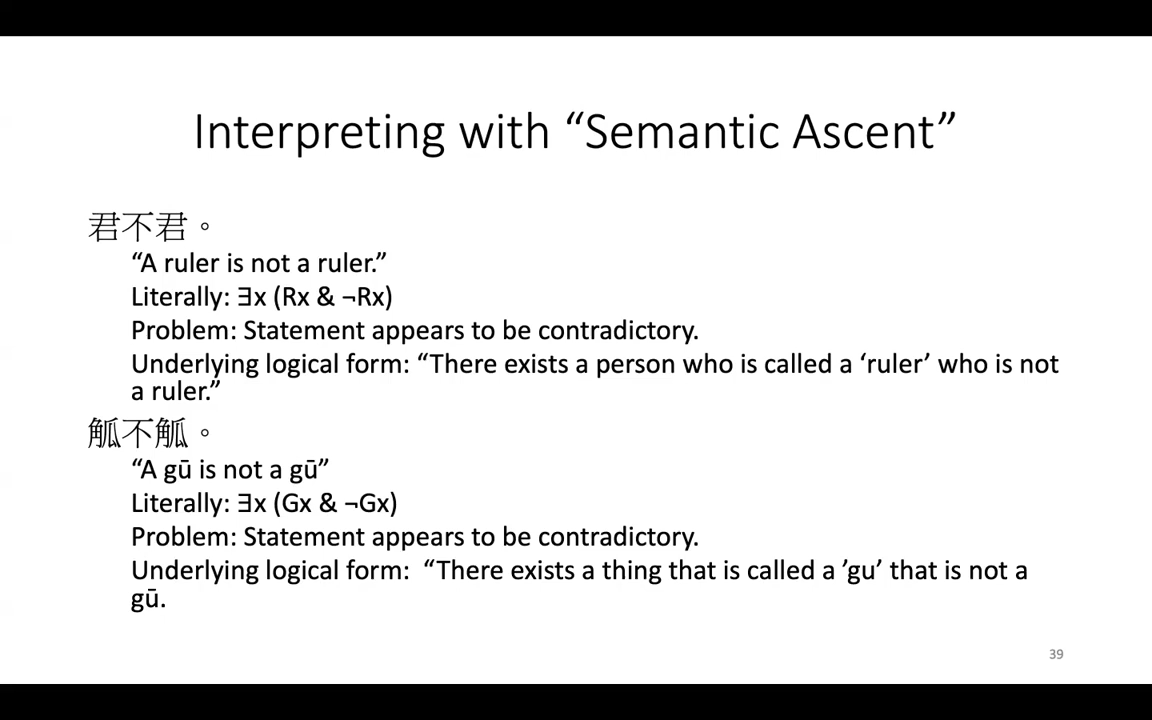 Interpreting with “Semantic Ascent”
君不君。
“A ruler is not a ruler.”
Literally: ∃x (Rx & ¬Rx)
Problem: Statement appears to be contradictory.
Underlying logical form: “There exists a person who is called a ‘ruler’ who is not
a ruler.”
觚不觚。
“A gū is not a gū”
Literally: ∃x (Gx & ¬Gx)
Problem: Statement appears to be contradictory.
Underlying logical form:  “There exists a thing that is called a ’gu’ that is not a
gū.
39